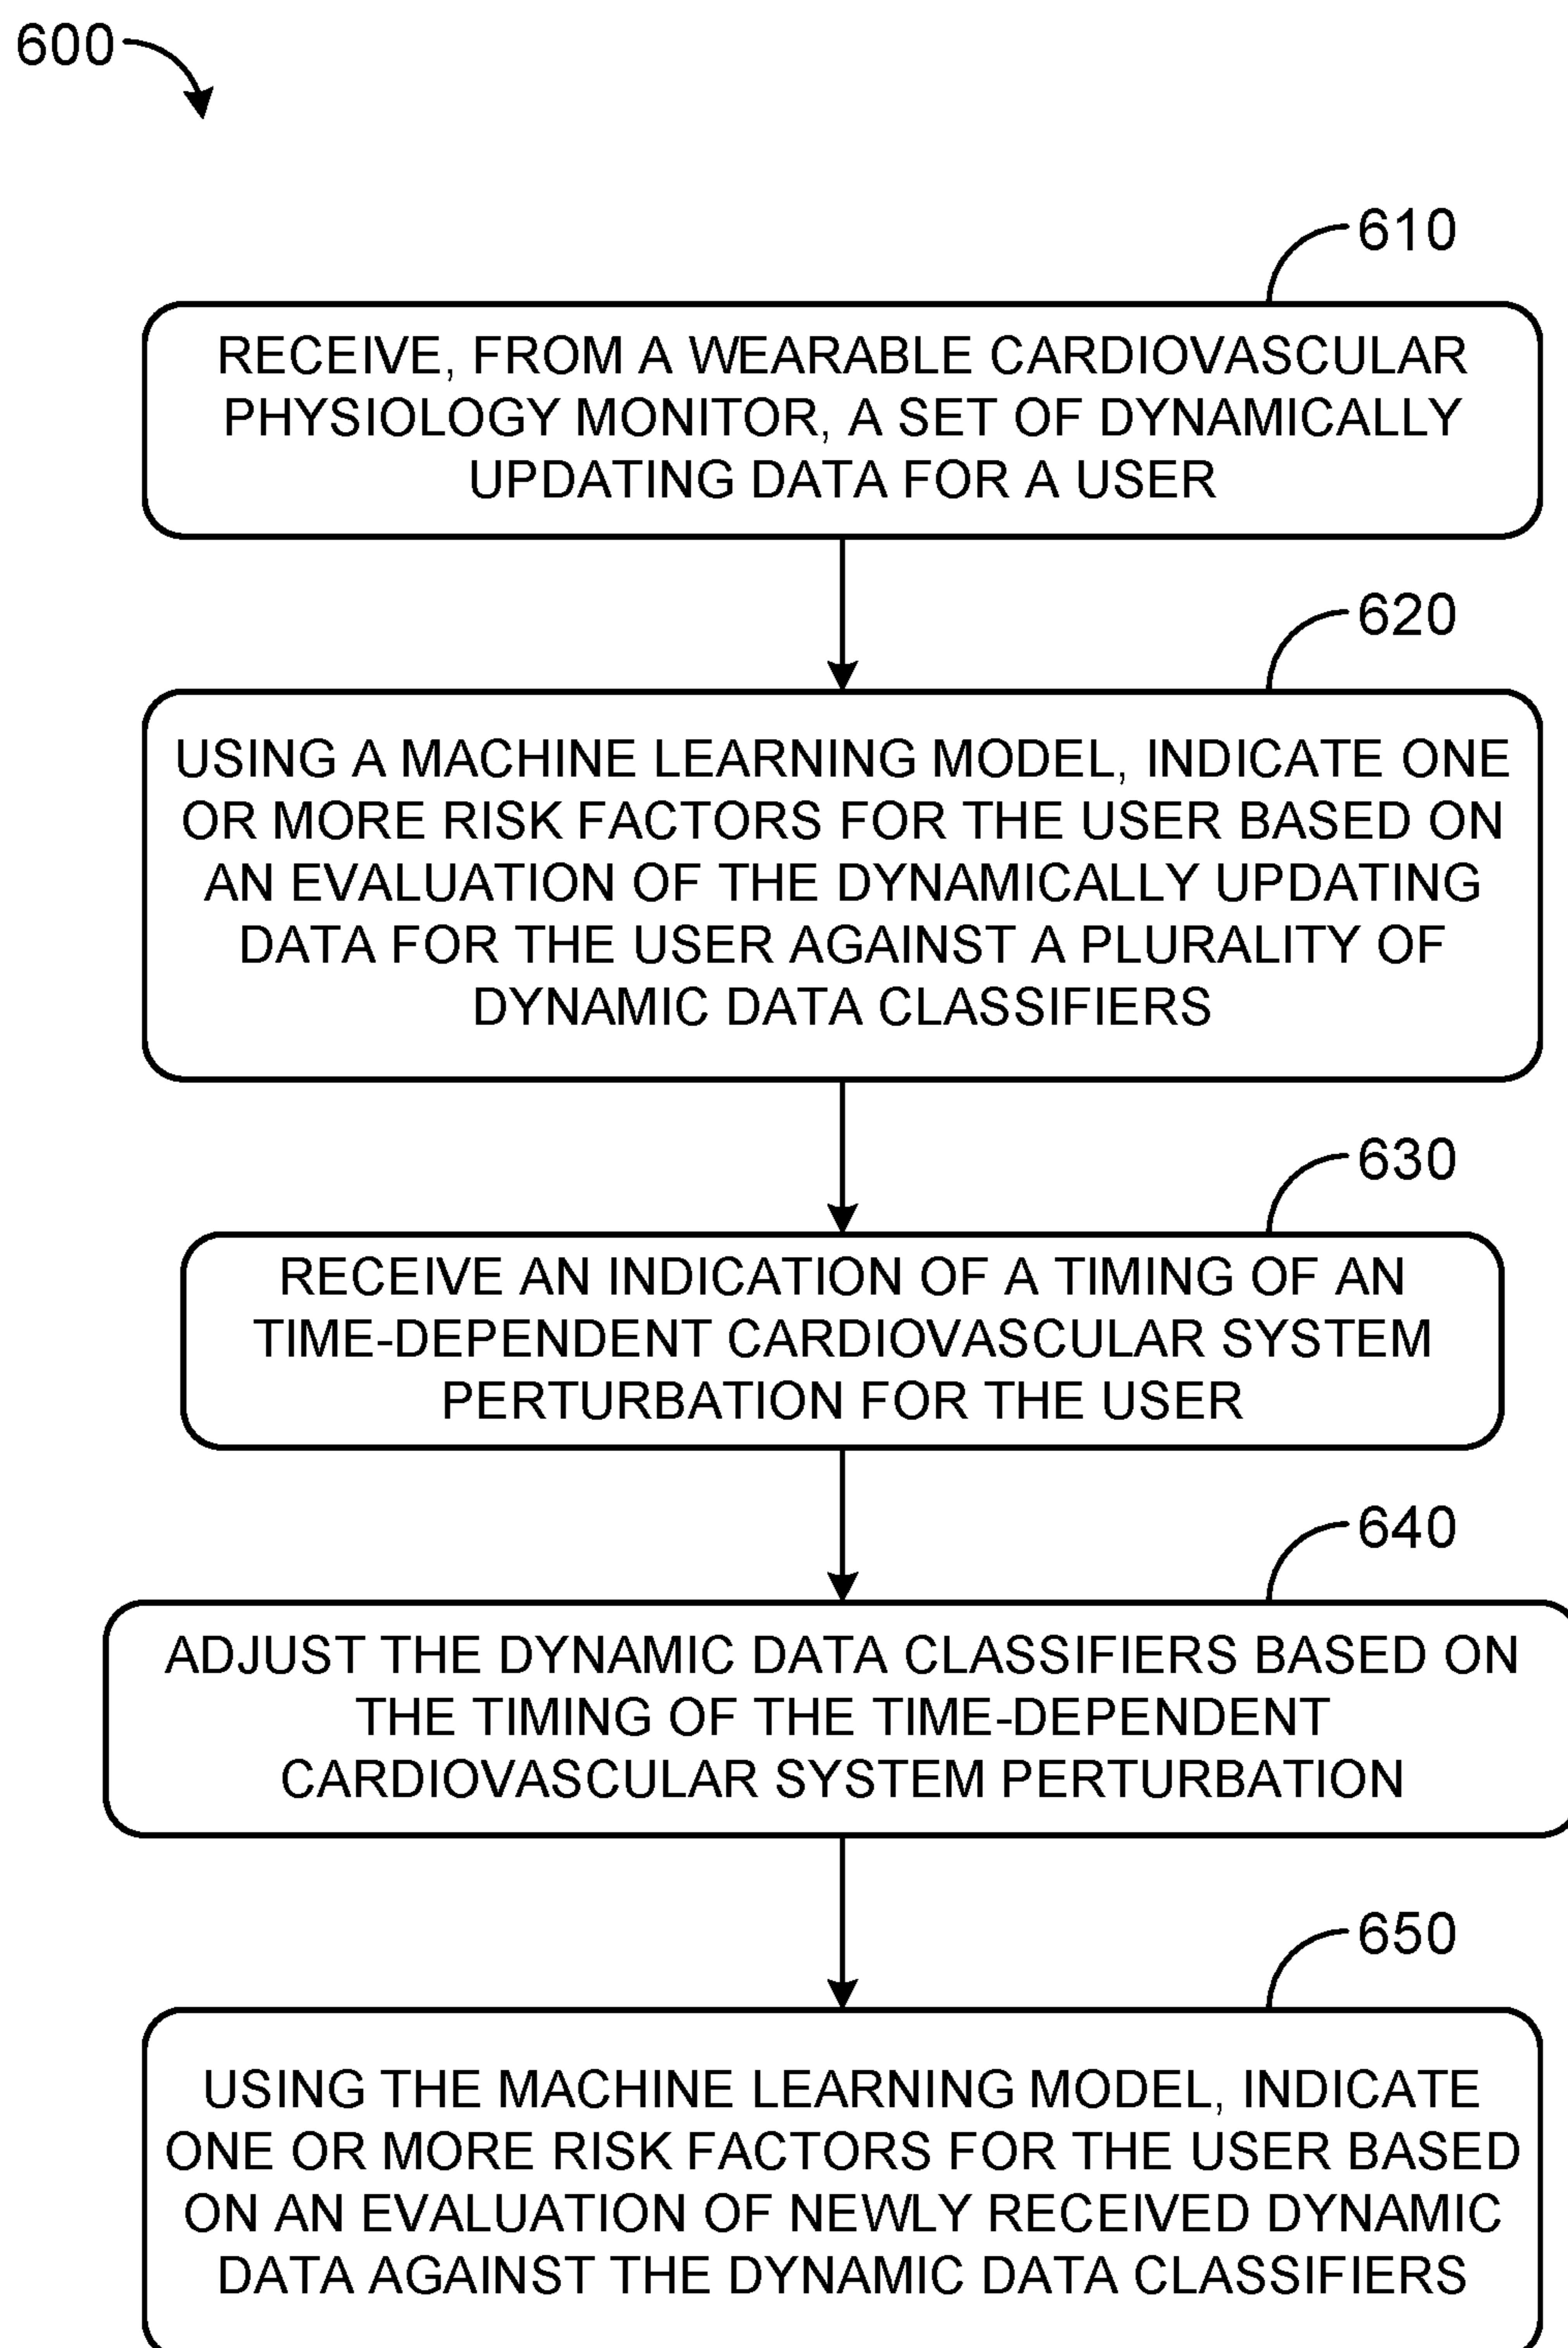 600
610
RECEIVE, FROM A WEARABLE CARDIOVASCULAR
PHYSIOLOGY MONITOR, A SET OF DYNAMICALLY
UPDATING DATA FOR A USER
620
USING A MACHINE LEARNING MODEL, INDICATE ONE
OR MORE RISK FACTORS FOR THE USER BASED ON
AN EVALUATION OF THE DYNAMICALLY UPDATING
DATA FOR THE USER AGAINST A PLURALITY OF
DYNAMIC DATA CLASSIFIERS
630
RECEIVE AN INDICATION OF A TIMING OF AN
TIME-DEPENDENT CARDIOVASCULAR SYSTEM
PERTURBATION FOR THE USER
640
ADJUST THE DYNAMIC DATA CLASSIFIERS BASED ON
THE TIMING OF THE TIME-DEPENDENT
CARDIOVASCULAR SYSTEM PERTURBATION
650
USING THE MACHINE LEARNING MODEL, INDICATE
ONE OR MORE RISK FACTORS FOR THE USER BASED
ON AN EVALUATION OF NEWLY RECEIVED DYNAMIC
DATA AGAINST THE DYNAMIC DATA CLASSIFIERS